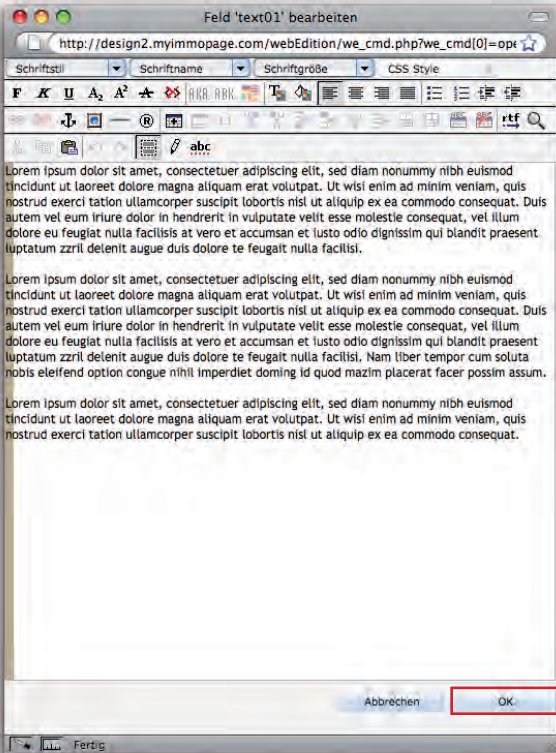 Feld 'text01' bearbeiten
http://design2.myimmopage.com/webEdition/we_cmd.php?we_cmd[0]=ope
Schriftstil Schriftname Schriftgröße CSS Style
F K U A₂ A² A ABK ABK T
® rtf
abc
Lorem ipsum dolor sit amet, consectetuer adipiscing elit, sed diam nonummy nibh euismod
tincidunt ut laoreet dolore magna aliquam erat volutpat. Ut wisi enim ad minim veniam, quis
nostrud exerci tation ullamcorper suscipit lobortis nisl ut aliquip ex ea commodo consequat. Duis
autem vel eum iriure dolor in hendrerit in vulputate velit esse molestie consequat, vel illum
dolore eu feugiat nulla facilisis at vero et accumsan et iusto odio dignissim qui blandit praesent
luptatum zzril delenit augue duis dolore te feugait nulla facilisi.
Lorem ipsum dolor sit amet, consectetuer adipiscing elit, sed diam nonummy nibh euismod
tincidunt ut laoreet dolore magna aliquam erat volutpat. Ut wisi enim ad minim veniam, quis
nostrud exerci tation ullamcorper suscipit lobortis nisl ut aliquip ex ea commodo consequat. Duis
autem vel eum iriure dolor in hendrerit in vulputate velit esse molestie consequat, vel illum
dolore eu feugiat nulla facilisis at vero et accumsan et iusto odio dignissim qui blandit praesent
luptatum zzril delenit augue duis dolore te feugait nulla facilisi. Nam liber tempor cum soluta
nobis eleifend option congue nihil imperdiet doming id quod mazim placerat facer possim assum.
Lorem ipsum dolor sit amet, consectetuer adipiscing elit, sed diam nonummy nibh euismod
tincidunt ut laoreet dolore magna aliquam erat volutpat. Ut wisi enim ad minim veniam, quis
nostrud exerci tation ullamcorper suscipit lobortis nisl ut aliquip ex ea commodo consequat.
Abbrechen OK
Fertig